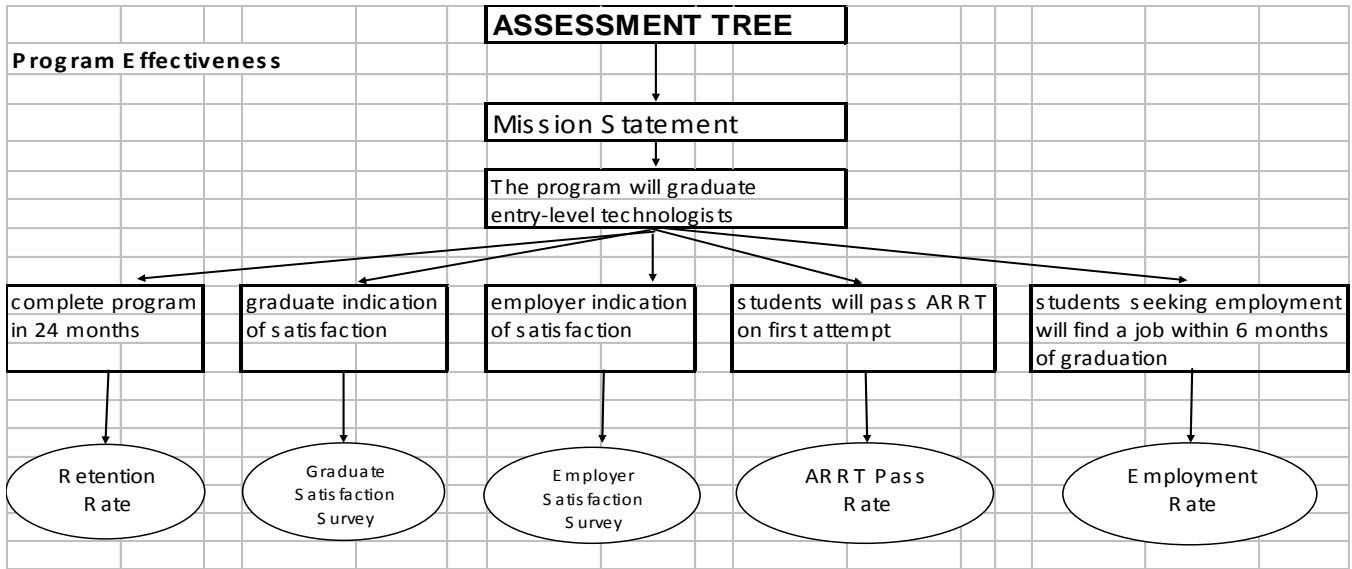 ASSESSMENT TREE
Program Effectiveness
Mission Statement
The program will graduate
entry-level technologists
complete program
in 24 months
graduate indication
of satisfaction
employer indication
of satisfaction
students will pass ARRT
on first attempt
students seeking employment
will find a job within 6 months
of graduation
Retention
Rate
Graduate
Satisfaction
Survey
Employer
Satisfaction
Survey
ARRT Pass
Rate
Employment
Rate